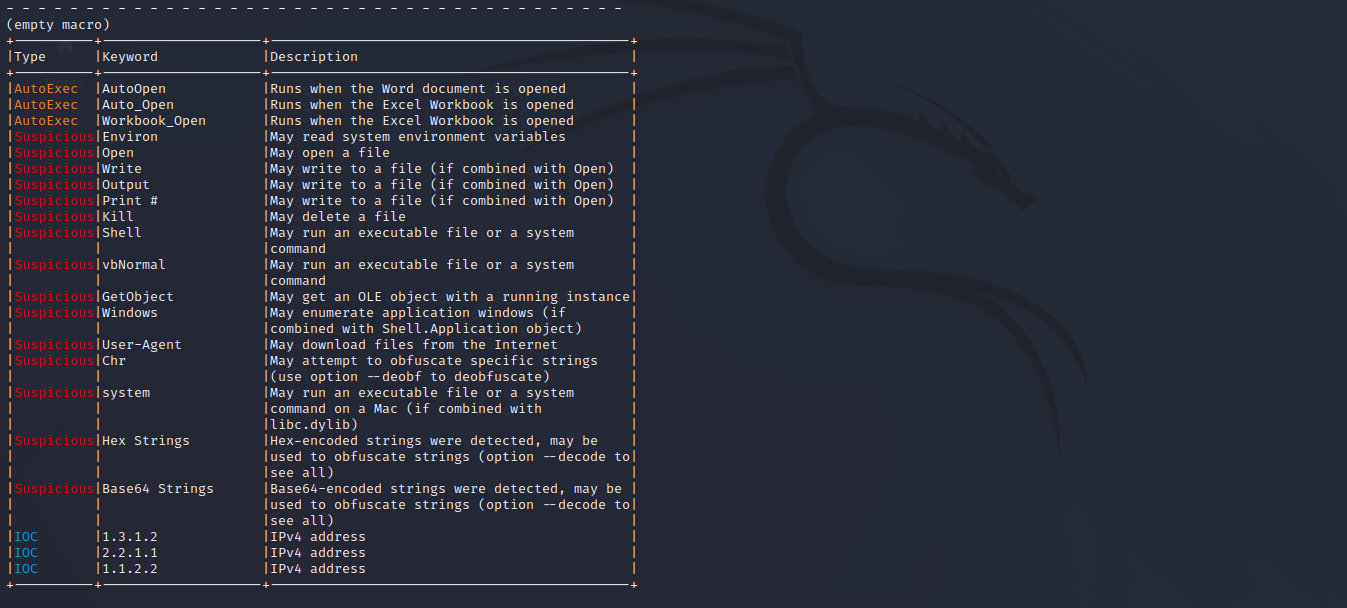 - - - - - - - - - - - - - - - - - - - - - - - - - - - - - - - - - - - - - - -
(empty macro)
+----------+--------------------+---------------------------------------------+
|Type      |Keyword             |Description                                  |
+----------+--------------------+---------------------------------------------+
|AutoExec  |AutoOpen            |Runs when the Word document is opened        |
|AutoExec  |Auto_Open           |Runs when the Excel Workbook is opened       |
|AutoExec  |Workbook_Open       |Runs when the Excel Workbook is opened       |
|Suspicious|Environ             |May read system environment variables        |
|Suspicious|Open                |May open a file                              |
|Suspicious|Write               |May write to a file (if combined with Open)  |
|Suspicious|Output              |May write to a file (if combined with Open)  |
|Suspicious|Print #             |May write to a file (if combined with Open)  |
|Suspicious|Kill                |May delete a file                            |
|Suspicious|Shell               |May run an executable file or a system       |
|          |                    |command                                      |
|Suspicious|vbNormal            |May run an executable file or a system       |
|          |                    |command                                      |
|Suspicious|GetObject           |May get an OLE object with a running instance|
|Suspicious|Windows             |May enumerate application windows (if        |
|          |                    |combined with Shell.Application object)      |
|Suspicious|User-Agent          |May download files from the Internet         |
|Suspicious|Chr                 |May attempt to obfuscate specific strings    |
|          |                    |(use option --deobf to deobfuscate)          |
|Suspicious|system              |May run an executable file or a system       |
|          |                    |command on a Mac (if combined with           |
|          |                    |libc.dylib)                                  |
|Suspicious|Hex Strings         |Hex-encoded strings were detected, may be    |
|          |                    |used to obfuscate strings (option --decode to|
|          |                    |see all)                                     |
|Suspicious|Base64 Strings      |Base64-encoded strings were detected, may be |
|          |                    |used to obfuscate strings (option --decode to|
|          |                    |see all)                                     |
|IOC       |1.3.1.2             |IPv4 address                                 |
|IOC       |2.2.1.1             |IPv4 address                                 |
|IOC       |1.1.2.2             |IPv4 address                                 |
+----------+--------------------+---------------------------------------------+